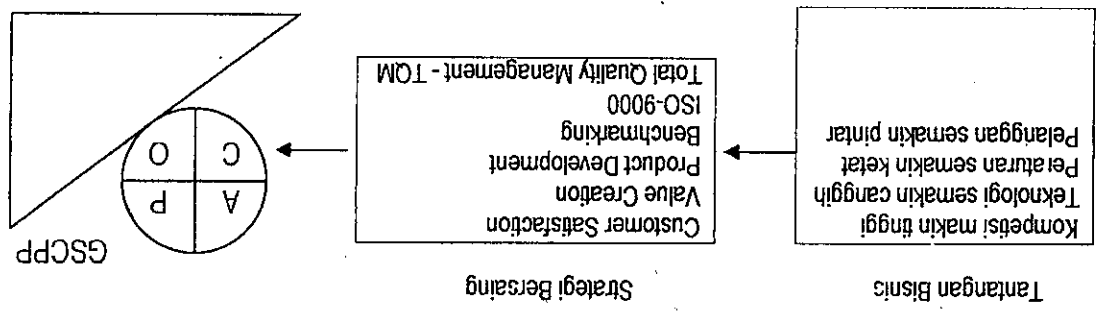 Tantangan Bisnis
Kompetisi makin tinggi
Teknologi semakin canggih
Peraturan semakin ketat
Pelanggan semakin pintar
Strategi Bersaing
Customer Satisfaction
Value Creation
Product Development
Benchmarking
ISO-9000
Total Quality Management - TQM
GSCPP
A P
C O